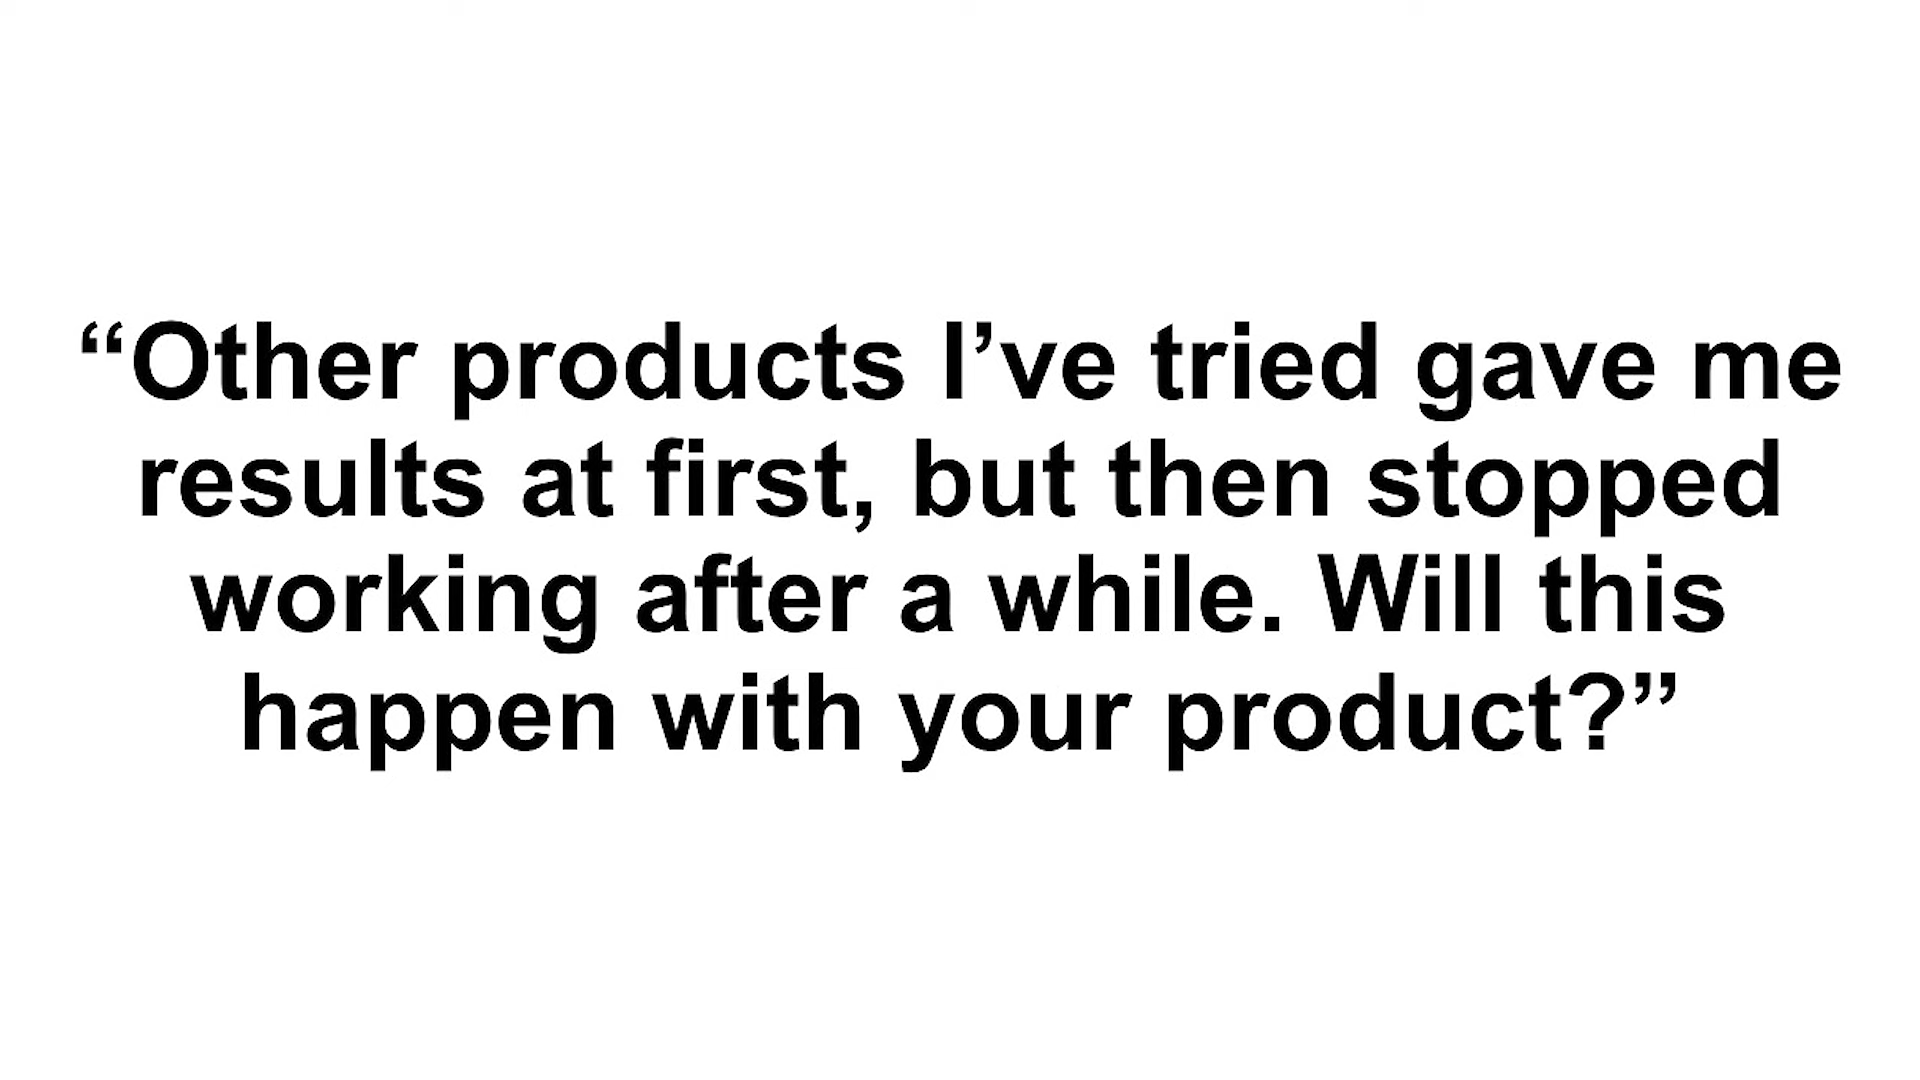 “Other products I’ve tried gave me
results at first, but then stopped
working after a while. Will this
happen with your product?”